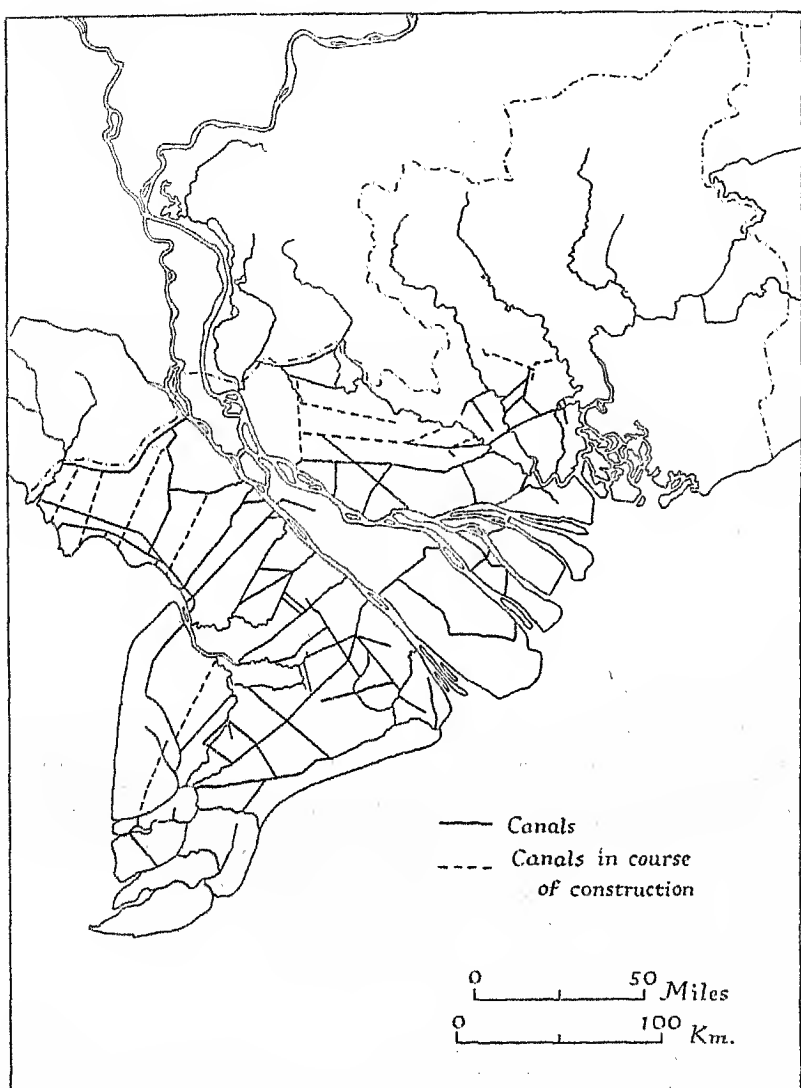 Canals
Canals in course
of construction
0 50 Miles
0 100 Km.